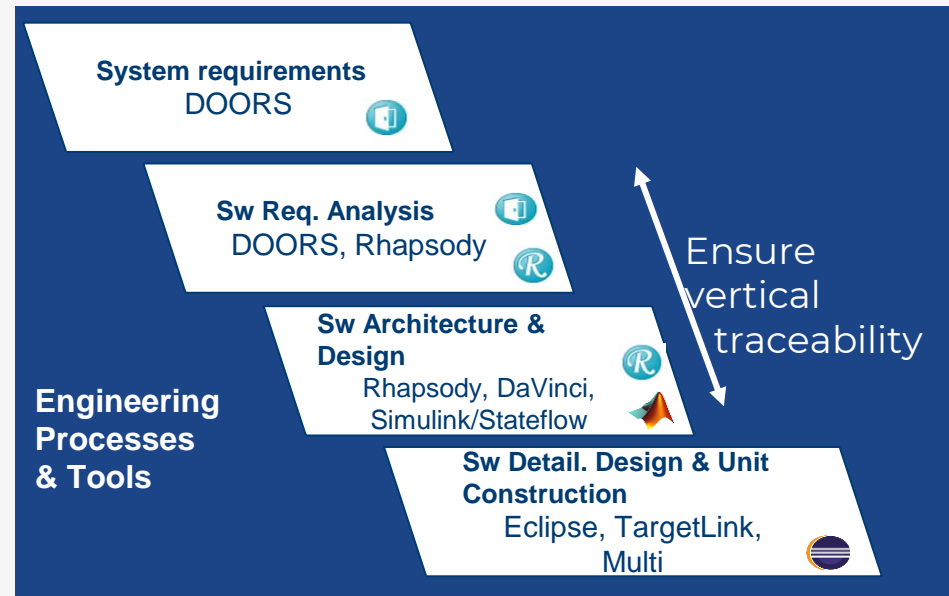 System requirements
DOORS
Sw Req. Analysis
DOORS, Rhapsody
R
Ensure
vertical
traceability
Sw Architecture &
Design
Rhapsody, DaVinci,
Simulink/Stateflow
R
Engineering
Processes
& Tools
Sw Detail. Design & Unit
Construction
Eclipse, TargetLink,
Multi